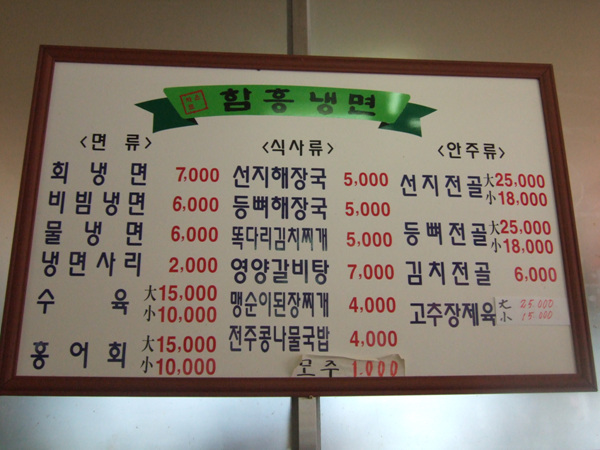 함흥냉면
<면 류>
회 냉 면 7,000
비빔냉면 6,000
물 냉 면 6,000
냉면사리 2,000
수 육 大15,000
小10,000
홍 어 회 大15,000
小10,000
<식사류>
선지해장국 5,000
등뼈해장국 5,000
똑다리김치찌개 5,000
영양갈비탕 7,000
맹순이된장찌개 4,000
전주콩나물국밥 4,000
모주 1.000
<안주류>
선지전골 大25,000
小18,000
등뼈전골 大25,000
小18,000
김치전골 6,000
고추장제육 大 25.000
小 15.000